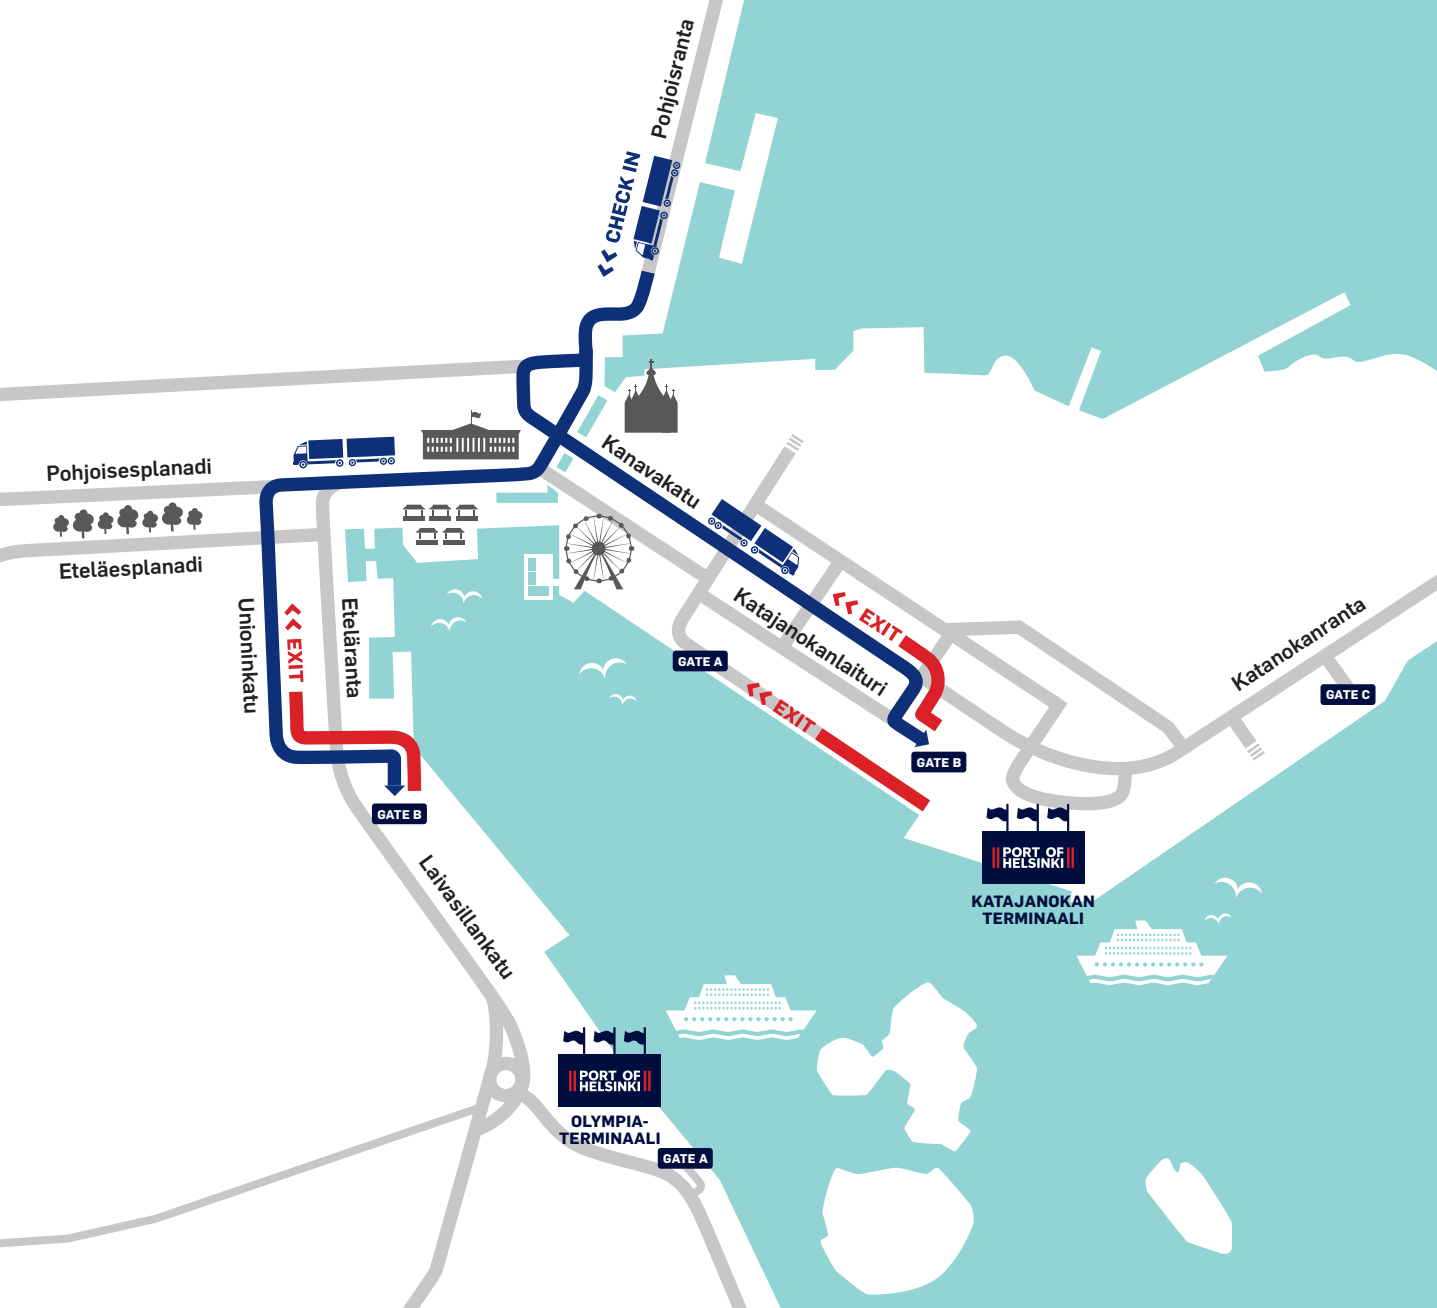 Pohjoisranta
CHECK IN
Pohjoisesplanadi
Eteläesplanadi
Kanavakatu
Unioninkatu
EXIT
Eteläranta
Katajanokanlaituri
EXIT
Katanokanranta
GATE A
GATE C
EXIT
GATE B
GATE B
PORT OF
HELSINKI
KATAJANOKAN
TERMINAALI
Laivasillankatu
PORT OF
HELSINKI
OLYMPIA-
TERMINAALI
GATE A